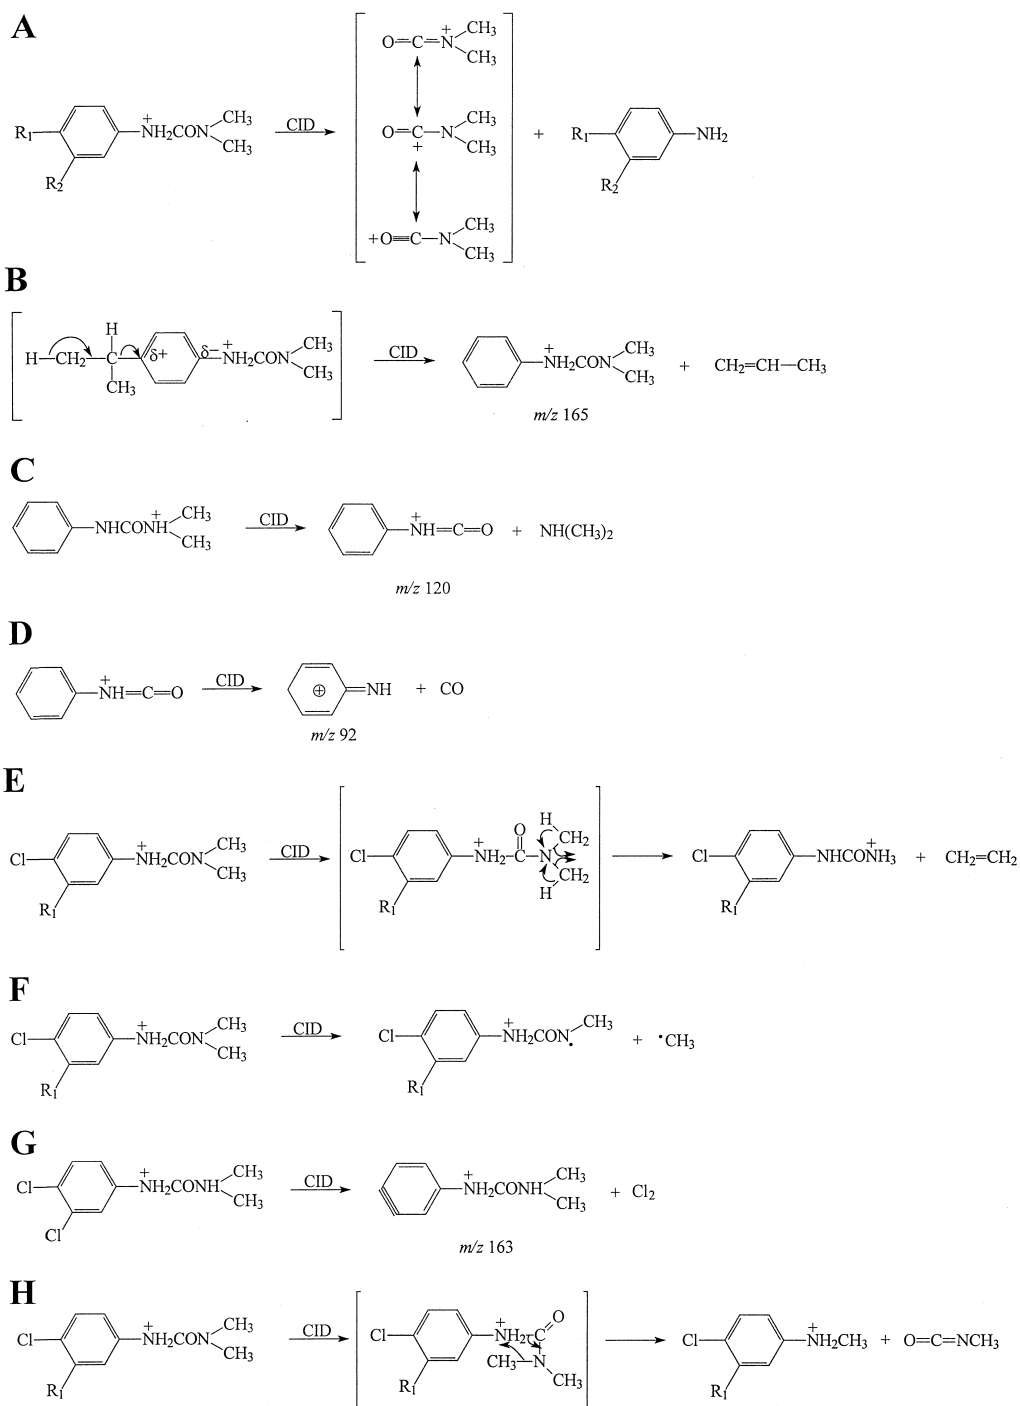 A
R1 R2 NH2CON + CH3 CH3 CID O=C=N + CH3 CH3
O=C—N + CH3 CH3
+O≡C—N CH3 CH3
+ R1 R2 NH2
B
H—CH2 H C CH3 δ+ δ− NH2CON + CH3 CH3 CID NH2CON + CH3 CH3 + CH2=CH—CH3
m/z 165
C
NHCONH + CH3 CH3 CID NH=C=O + + NH(CH3)2
m/z 120
D
NH=C=O + CID ⊕ =NH + CO
m/z 92
E
Cl R1 NH2CON + CH3 CH3 CID Cl R1 NH2—C—N + O H CH2 H CH2 Cl R1 NHCONH3 + + CH2=CH2
F
Cl R1 NH2CON + CH3 CH3 CID Cl R1 NH2CON• + CH3 + •CH3
G
Cl Cl NH2CONH + CH3 CH3 CID NH2CONH + CH3 CH3 + Cl2
m/z 163
H
Cl R1 NH2CON + CH3 CH3 CID Cl R1 NH2 + C=O CH3—N CH3 Cl R1 NH2CH3 + + O=C=NCH3